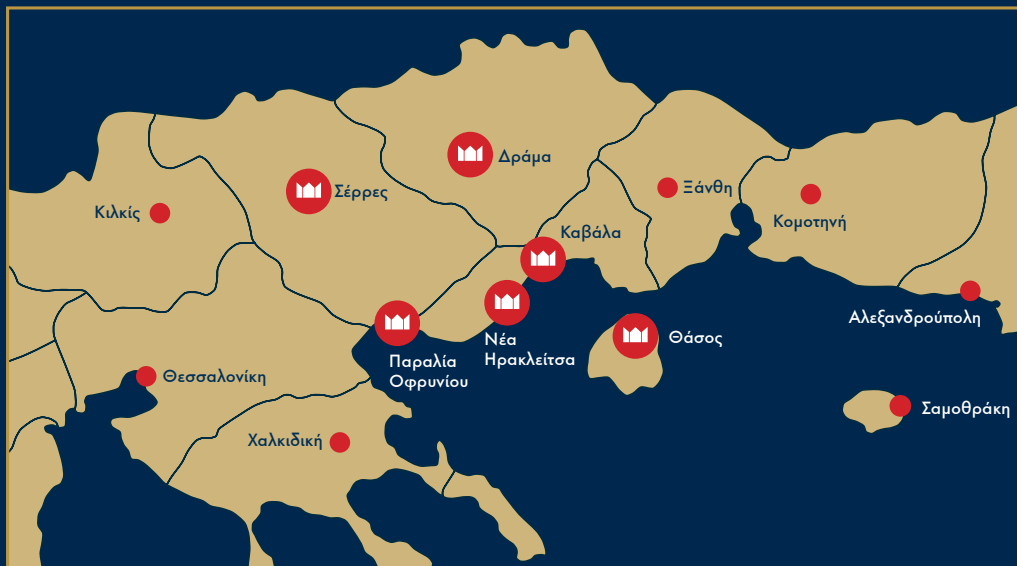 Δράμα
Σέρρες
Ξάνθη
Κιλκίς
Κομοτηνή
Καβάλα
Αλεξανδρούπολη
Νέα
Ηρακλείτσα
Θάσος
Παραλία
Οφρυνίου
Θεσσαλονίκη
Σαμοθράκη
Χαλκιδική